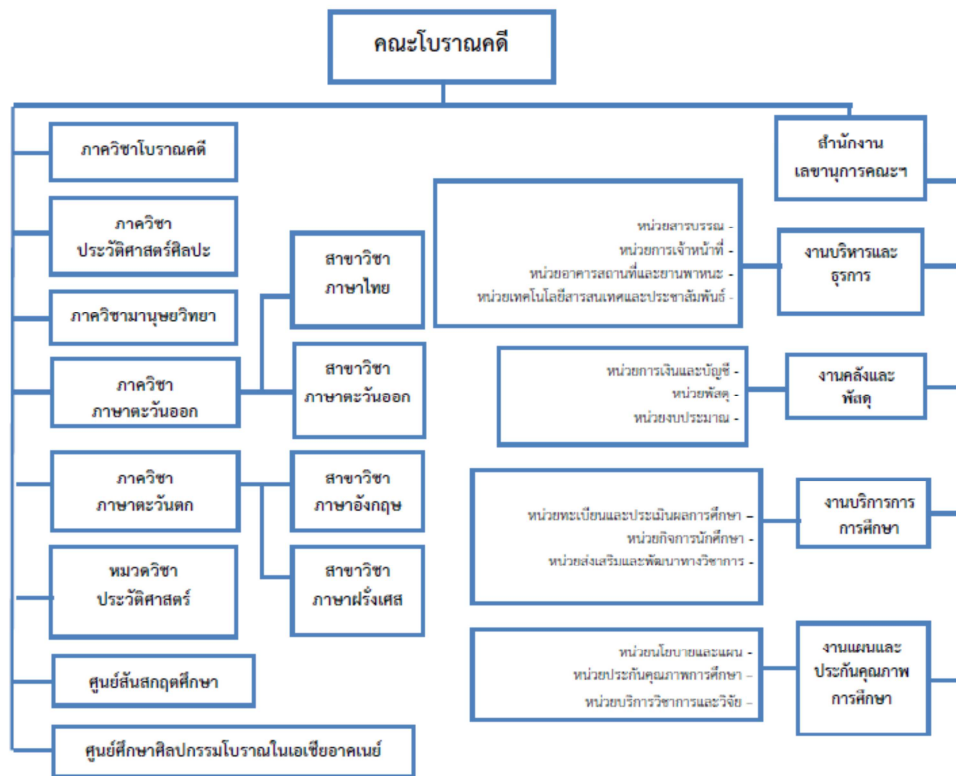 คณะโบราณคดี
ภาควิชาโบราณคดี
ภาควิชา
ประวัติศาสตร์ศิลปะ
ภาควิชามานุษยวิทยา
ภาควิชา
ภาษาตะวันออก
สาขาวิชา
ภาษาไทย
สาขาวิชา
ภาษาตะวันออก
ภาควิชา
ภาษาตะวันตก
สาขาวิชา
ภาษาอังกฤษ
สาขาวิชา
ภาษาฝรั่งเศส
หมวดวิชา
ประวัติศาสตร์
ศูนย์สันสกฤตศึกษา
ศูนย์ศึกษาศิลปกรรมโบราณในเอเชียอาคเนย์
สำนักงาน
เลขานุการคณะฯ
งานบริหารและ
ธุรการ
หน่วยสารบรรณ -
หน่วยการเจ้าหน้าที่ -
หน่วยอาคารสถานที่และยานพาหนะ -
หน่วยเทคโนโลยีสารสนเทศและประชาสัมพันธ์ -
งานคลังและ
พัสดุ
หน่วยการเงินและบัญชี -
หน่วยพัสดุ -
หน่วยงบประมาณ -
งานบริการการ
การศึกษา
หน่วยทะเบียนและประเมินผลการศึกษา –
หน่วยกิจการนักศึกษา -
หน่วยส่งเสริมและพัฒนาทางวิชาการ -
งานแผนและ
ประกันคุณภาพ
การศึกษา
หน่วยนโยบายและแผน -
หน่วยประกันคุณภาพการศึกษา –
หน่วยบริการวิชาการและวิจัย –